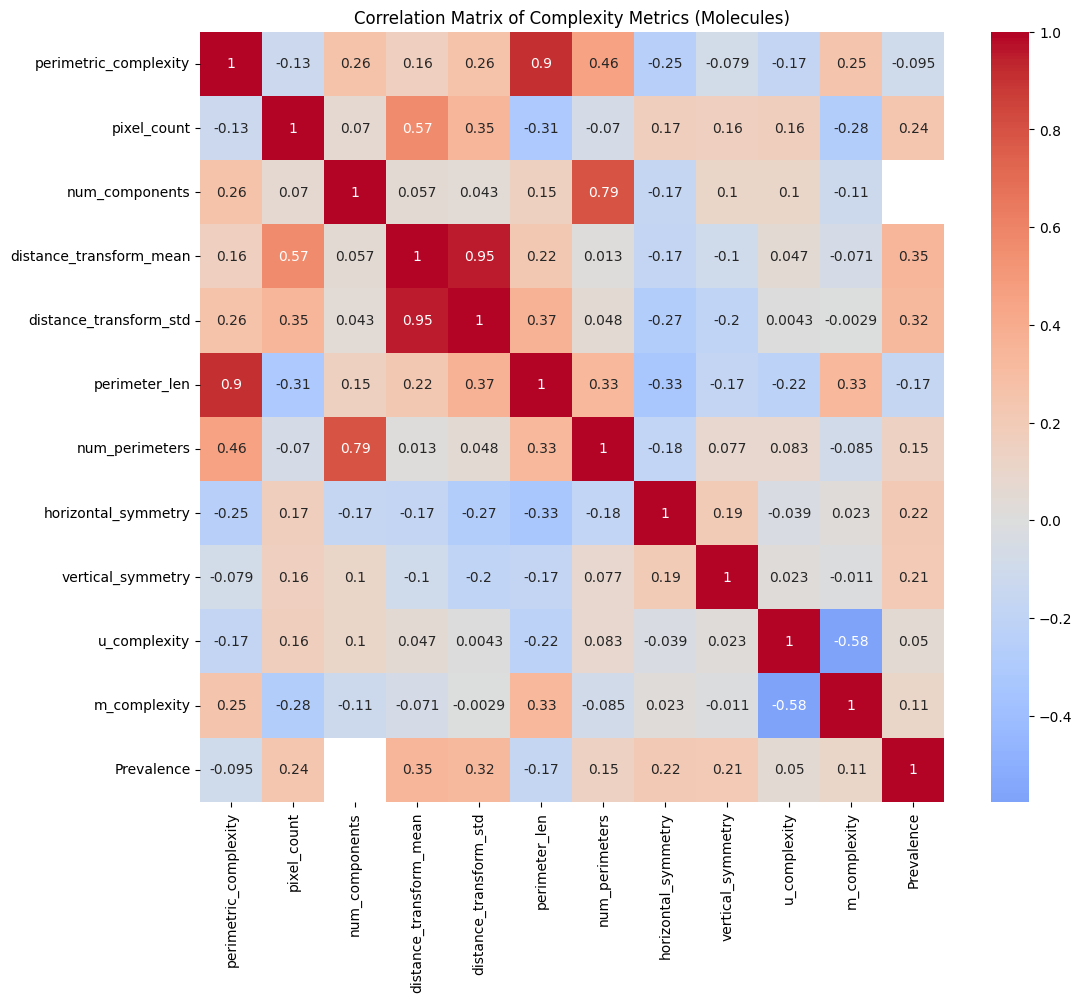 Correlation Matrix of Complexity Metrics (Molecules)
perimetric_complexity 1 -0.13 0.26 0.16 0.26 0.9 0.46 -0.25 -0.079 -0.17 0.25 -0.095
pixel_count -0.13 1 0.07 0.57 0.35 -0.31 -0.07 0.17 0.16 0.16 -0.28 0.24
num_components 0.26 0.07 1 0.057 0.043 0.15 0.79 -0.17 0.1 0.1 -0.11
distance_transform_mean 0.16 0.57 0.057 1 0.95 0.22 0.013 -0.17 -0.1 0.047 -0.071 0.35
distance_transform_std 0.26 0.35 0.043 0.95 1 0.37 0.048 -0.27 -0.2 0.0043 -0.0029 0.32
perimeter_len 0.9 -0.31 0.15 0.22 0.37 1 0.33 -0.33 -0.17 -0.22 0.33 -0.17
num_perimeters 0.46 -0.07 0.79 0.013 0.048 0.33 1 -0.18 0.077 0.083 -0.085 0.15
horizontal_symmetry -0.25 0.17 -0.17 -0.17 -0.27 -0.33 -0.18 1 0.19 -0.039 0.023 0.22
vertical_symmetry -0.079 0.16 0.1 -0.1 -0.2 -0.17 0.077 0.19 1 0.023 -0.011 0.21
u_complexity -0.17 0.16 0.1 0.047 0.0043 -0.22 0.083 -0.039 0.023 1 -0.58 0.05
m_complexity 0.25 -0.28 -0.11 -0.071 -0.0029 0.33 -0.085 0.023 -0.011 -0.58 1 0.11
Prevalence -0.095 0.24 0.35 0.32 -0.17 0.15 0.22 0.21 0.05 0.11 1
perimetric_complexity
pixel_count
num_components
distance_transform_mean
distance_transform_std
perimeter_len
num_perimeters
horizontal_symmetry
vertical_symmetry
u_complexity
m_complexity
Prevalence
1.0
0.8
0.6
0.4
0.2
0.0
−0.2
−0.4